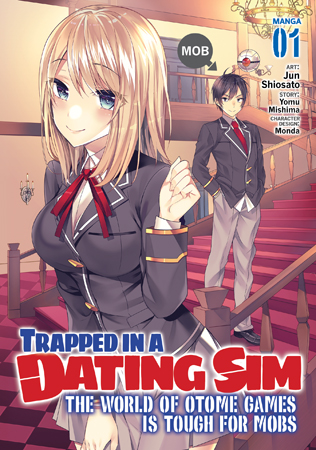 MOB
MANGA
01
ART:
Jun
Shiosato
STORY:
Yomu
Mishima
CHARACTER
DESIGN:
Monda
TRAPPED IN A
DATING SIM
THE WORLD OF OTOME GAMES
IS TOUGH FOR MOBS